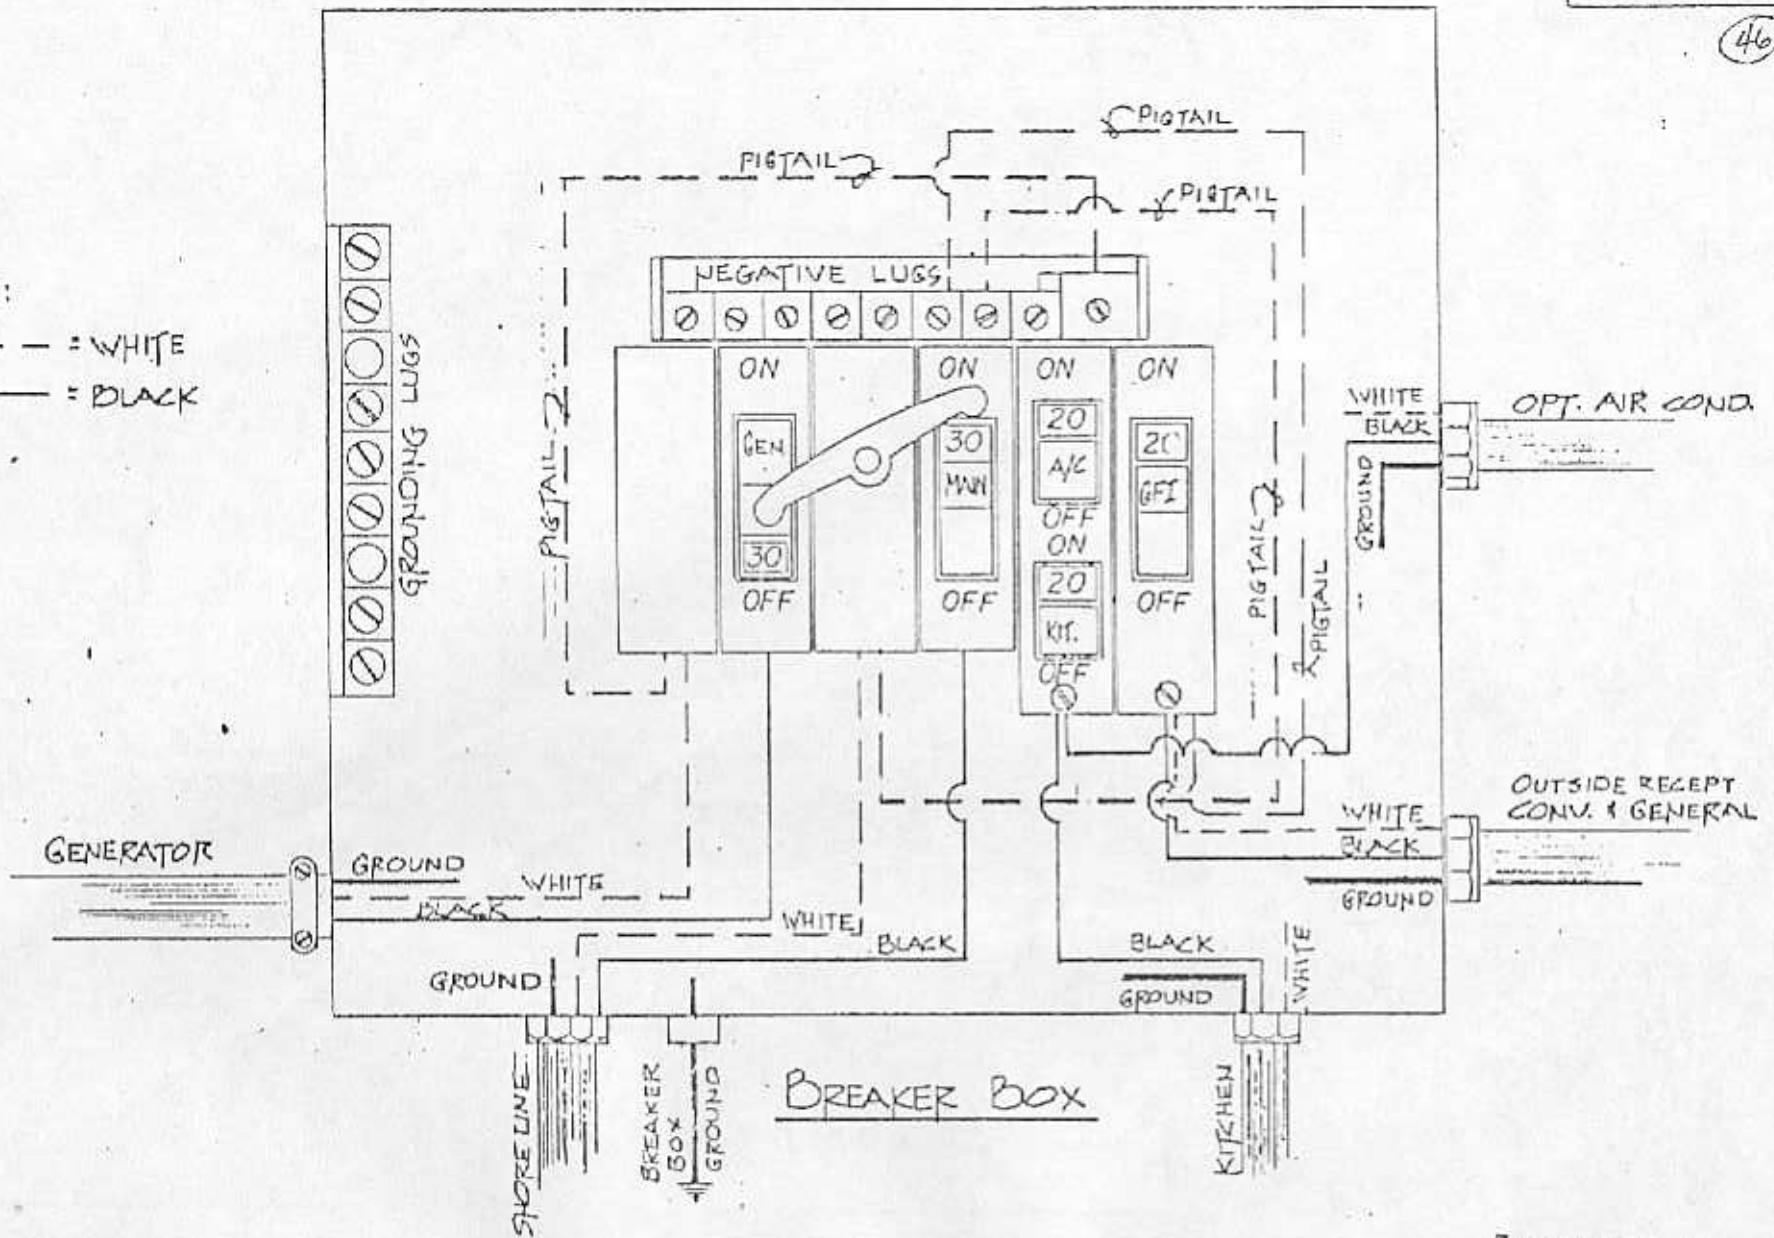 46
PIGTAIL
PIGTAIL
PIGTAIL
NEGATIVE LUGS
= WHITE
= BLACK
GROUNDING LUGS
PIGTAIL
ON
ON
ON
ON
GEN
30
OFF
30
MAIN
OFF
20
A/C
OFF
ON
20
KIT.
OFF
20
GFI
OFF
PIGTAIL
PIGTAIL
WHITE
BLACK
GROUND
OPT. AIR COND.
OUTSIDE RECEPT
CONV. & GENERAL
WHITE
BLACK
GROUND
GENERATOR
GROUND
WHITE
BLACK
WHITE
BLACK
GROUND
BLACK
GROUND
WHITE
SHORE LINE
BREAKER
BOX
GROUND
BREAKER BOX
KITCHEN